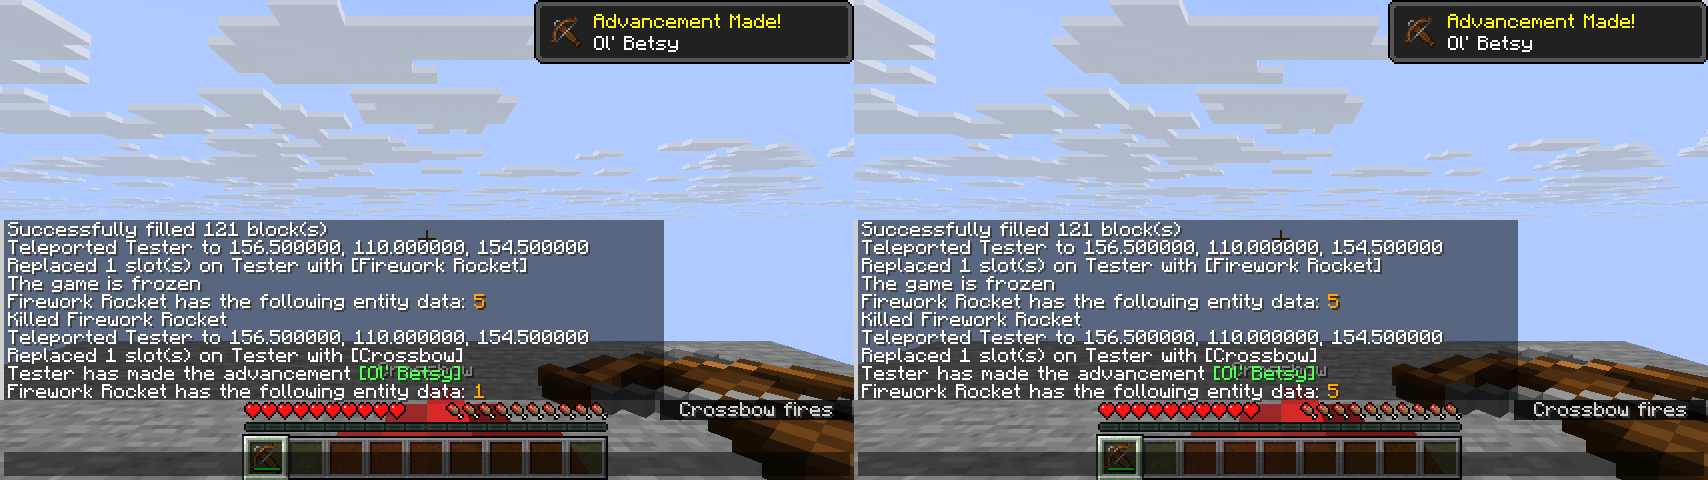 Advancement Made!
Ol' Betsy
Successfully filled 121 block(s)
Teleported Tester to 156.500000, 110.000000, 154.500000
Replaced 1 slot(s) on Tester with [Firework Rocket]
The game is frozen
Firework Rocket has the following entity data: 5
Killed Firework Rocket
Teleported Tester to 156.500000, 110.000000, 154.500000
Replaced 1 slot(s) on Tester with [Crossbow]
Tester has made the advancement [Ol' Betsy]
Firework Rocket has the following entity data: 1
Crossbow fires
Advancement Made!
Ol' Betsy
Successfully filled 121 block(s)
Teleported Tester to 156.500000, 110.000000, 154.500000
Replaced 1 slot(s) on Tester with [Firework Rocket]
The game is frozen
Firework Rocket has the following entity data: 5
Killed Firework Rocket
Teleported Tester to 156.500000, 110.000000, 154.500000
Replaced 1 slot(s) on Tester with [Crossbow]
Tester has made the advancement [Ol' Betsy]
Firework Rocket has the following entity data: 5
Crossbow fires